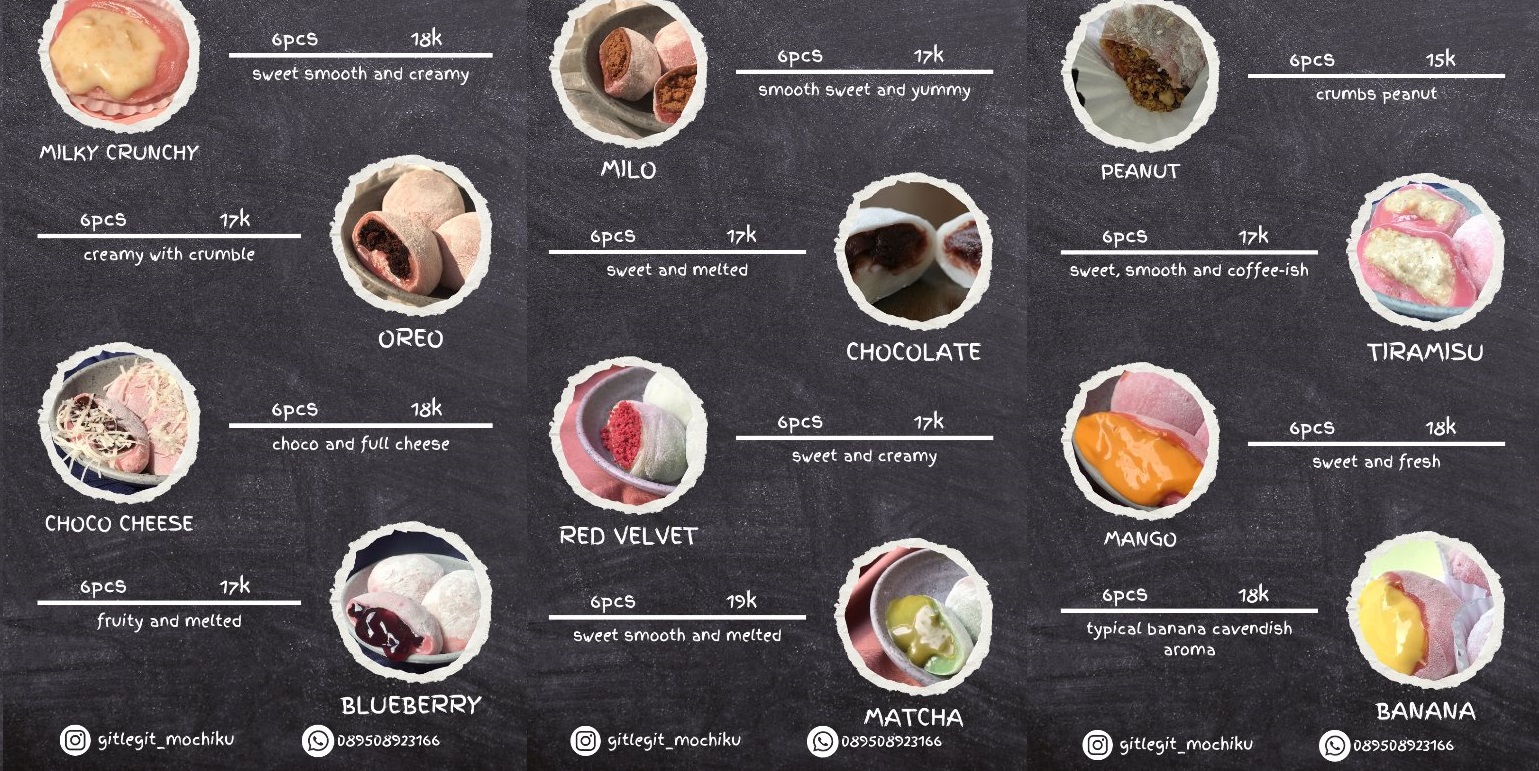 6pcs 18k
sweet smooth and creamy
MILKY CRUNCHY
6pcs 17k
creamy with crumble
OREO
6pcs 18k
choco and full cheese
CHOCO CHEESE
6pcs 17k
fruity and melted
BLUEBERRY
gitlegit_mochiku 089508923166
6pcs 17k
smooth sweet and yummy
MILO
6pcs 17k
sweet and melted
CHOCOLATE
6pcs 17k
sweet and creamy
RED VELVET
6pcs 19k
sweet smooth and melted
MATCHA
gitlegit_mochiku 089508923166
6pcs 15k
crumbs peanut
PEANUT
6pcs 17k
sweet, smooth and coffee-ish
TIRAMISU
6pcs 18k
sweet and fresh
MANGO
6pcs 18k
typical banana cavendish
aroma
BANANA
gitlegit_mochiku 089508923166